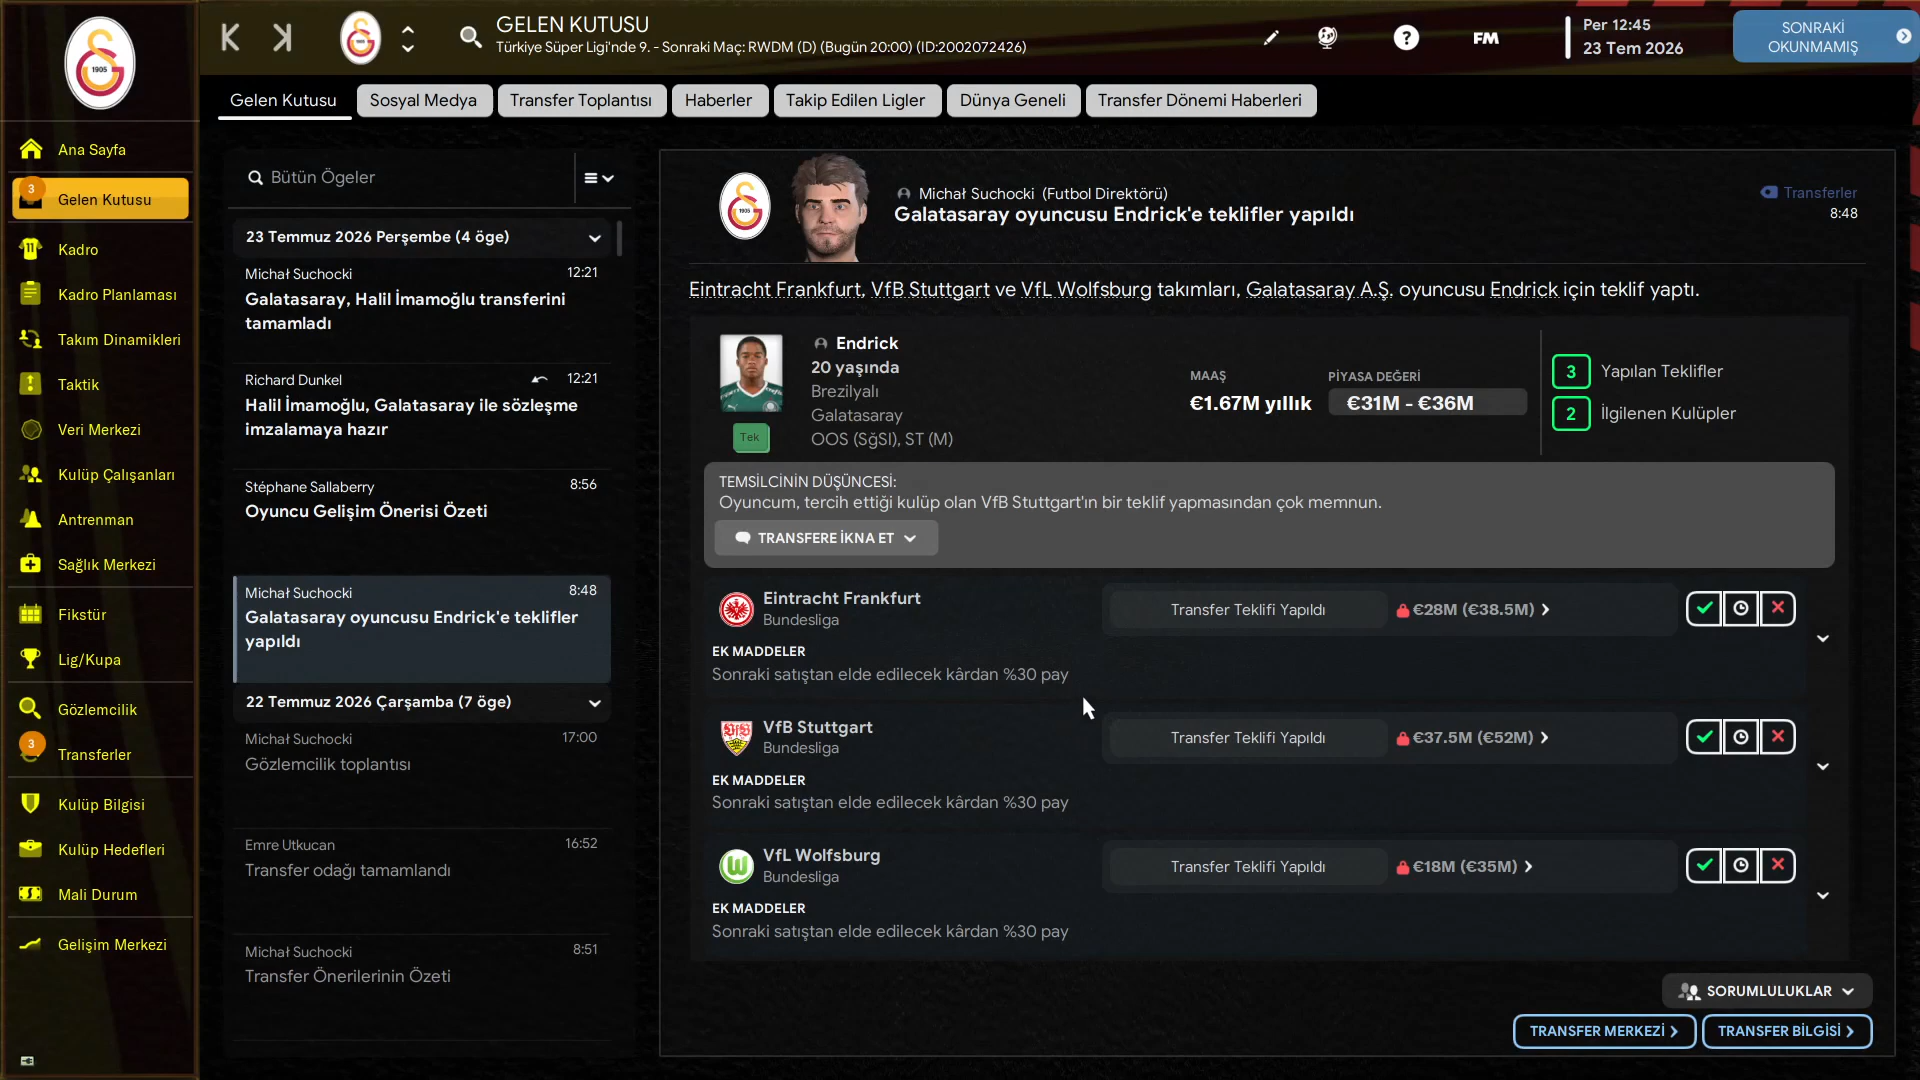 GELEN KUTUSU
Türkiye Süper Ligi'nde 9. - Sonraki Maç: RWDM (D) (Bugün 20:00) (ID:2002072426)
FM
Per 12:45
23 Tem 2026
SONRAKİ
OKUNMAMIŞ
1905
Gelen Kutusu
Sosyal Medya
Transfer Toplantısı
Haberler
Takip Edilen Ligler
Dünya Geneli
Transfer Dönemi Haberleri
Ana Sayfa
3
Gelen Kutusu
Kadro
Kadro Planlaması
Takım Dinamikleri
Taktik
Veri Merkezi
Kulüp Çalışanları
Antrenman
Sağlık Merkezi
Fikstür
Lig/Kupa
Gözlemcilik
3
Transferler
Kulüp Bilgisi
Kulüp Hedefleri
Mali Durum
Gelişim Merkezi
Bütün Ögeler
23 Temmuz 2026 Perşembe (4 öge)
Michał Suchocki 12:21
Galatasaray, Halil İmamoğlu transferini
tamamladı
Richard Dunkel 12:21
Halil İmamoğlu, Galatasaray ile sözleşme
imzalamaya hazır
Stéphane Sallaberry 8:56
Oyuncu Gelişim Önerisi Özeti
Michał Suchocki 8:48
Galatasaray oyuncusu Endrick'e teklifler
yapıldı
22 Temmuz 2026 Çarşamba (7 öge)
Michał Suchocki 17:00
Gözlemcilik toplantısı
Emre Utkucan 16:52
Transfer odağı tamamlandı
Michał Suchocki 8:51
Transfer Önerilerinin Özeti
1905
Michał Suchocki (Futbol Direktörü)
Galatasaray oyuncusu Endrick'e teklifler yapıldı
Transferler
8:48
Eintracht Frankfurt, VfB Stuttgart ve VfL Wolfsburg takımları, Galatasaray A.Ş. oyuncusu Endrick için teklif yaptı.
Endrick
20 yaşında
Brezilyalı
Galatasaray
OOS (SğSl), ST (M)
Tek
MAAŞ
€1.67M yıllık
PİYASA DEĞERİ
€31M - €36M
3 Yapılan Teklifler
2 İlgilenen Kulüpler
TEMSİLCİNİN DÜŞÜNCESİ:
Oyuncum, tercih ettiği kulüp olan VfB Stuttgart'ın bir teklif yapmasından çok memnun.
TRANSFERE İKNA ET
Eintracht Frankfurt
Bundesliga
Transfer Teklifi Yapıldı €28M (€38.5M)
EK MADDELER
Sonraki satıştan elde edilecek kârdan %30 pay
VfB Stuttgart
Bundesliga
Transfer Teklifi Yapıldı €37.5M (€52M)
EK MADDELER
Sonraki satıştan elde edilecek kârdan %30 pay
VfL Wolfsburg
Bundesliga
Transfer Teklifi Yapıldı €18M (€35M)
EK MADDELER
Sonraki satıştan elde edilecek kârdan %30 pay
SORUMLULUKLAR
TRANSFER MERKEZİ
TRANSFER BİLGİSİ